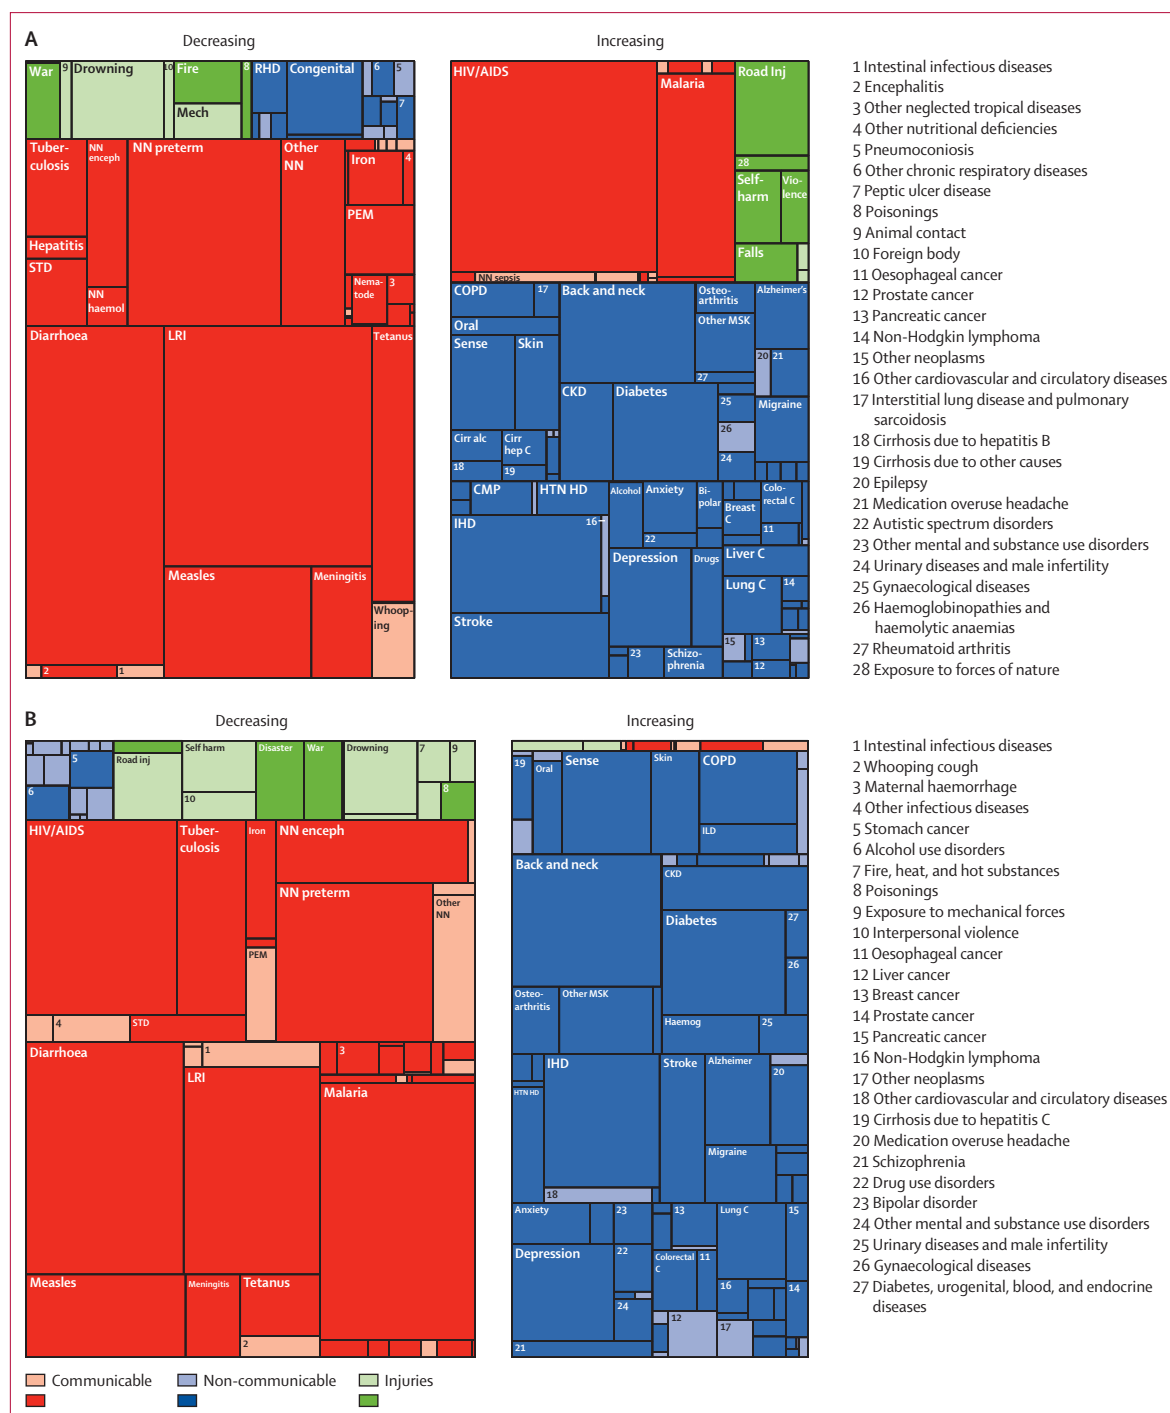 A
Decreasing
Increasing
War
9
Drowning
10
Fire
8
RHD
Congenital
6
5
Mech
7
Tuber-
culosis
NN
enceph
NN preterm
Other
NN
Iron
4
PEM
Hepatitis
STD
NN
haemol
Nema-
tode
3
Diarrhoea
LRI
Tetanus
Measles
Meningitis
Whoop-
ing
2
1
HIV/AIDS
Malaria
Road Inj
28
Self-
harm
Vio-
lence
Falls
NN sepsis
COPD
17
Back and neck
Osteo-
arthritis
Alzheimer's
Oral
Other MSK
Sense
Skin
20
21
27
CKD
Diabetes
25
Migraine
26
Cirr alc
Cirr
hep C
18
19
24
CMP
HTN HD
Alcohol
Anxiety
Bi-
polar
Breast
C
Colo-
rectal C
IHD
16
11
22
Depression
Drugs
Liver C
Lung C
14
Stroke
15
13
23
Schizo-
phrenia
12
1 Intestinal infectious diseases
2 Encephalitis
3 Other neglected tropical diseases
4 Other nutritional deficiencies
5 Pneumoconiosis
6 Other chronic respiratory diseases
7 Peptic ulcer disease
8 Poisonings
9 Animal contact
10 Foreign body
11 Oesophageal cancer
12 Prostate cancer
13 Pancreatic cancer
14 Non-Hodgkin lymphoma
15 Other neoplasms
16 Other cardiovascular and circulatory diseases
17 Interstitial lung disease and pulmonary
sarcoidosis
18 Cirrhosis due to hepatitis B
19 Cirrhosis due to other causes
20 Epilepsy
21 Medication overuse headache
22 Autistic spectrum disorders
23 Other mental and substance use disorders
24 Urinary diseases and male infertility
25 Gynaecological diseases
26 Haemoglobinopathies and
haemolytic anaemias
27 Rheumatoid arthritis
28 Exposure to forces of nature
B
Decreasing
Increasing
5
6
Road inj
Self harm
10
Disaster
War
Drowning
7
9
8
HIV/AIDS
Tuber-
culosis
Iron
NN enceph
NN preterm
Other
NN
PEM
4
STD
Diarrhoea
1
3
LRI
Malaria
Measles
Meningitis
Tetanus
2
19
Oral
Sense
Skin
COPD
ILD
Back and neck
CKD
Diabetes
27
26
Osteo-
arthritis
Other MSK
Haemog
25
IHD
Stroke
Alzheimer
20
HTN HD
Migraine
18
Anxiety
23
13
Lung C
15
Depression
22
Colorectal
C
11
16
14
24
12
17
21
1 Intestinal infectious diseases
2 Whooping cough
3 Maternal haemorrhage
4 Other infectious diseases
5 Stomach cancer
6 Alcohol use disorders
7 Fire, heat, and hot substances
8 Poisonings
9 Exposure to mechanical forces
10 Interpersonal violence
11 Oesophageal cancer
12 Liver cancer
13 Breast cancer
14 Prostate cancer
15 Pancreatic cancer
16 Non-Hodgkin lymphoma
17 Other neoplasms
18 Other cardiovascular and circulatory diseases
19 Cirrhosis due to hepatitis C
20 Medication overuse headache
21 Schizophrenia
22 Drug use disorders
23 Bipolar disorder
24 Other mental and substance use disorders
25 Urinary diseases and male infertility
26 Gynaecological diseases
27 Diabetes, urogenital, blood, and endocrine
diseases
Communicable
Non-communicable
Injuries